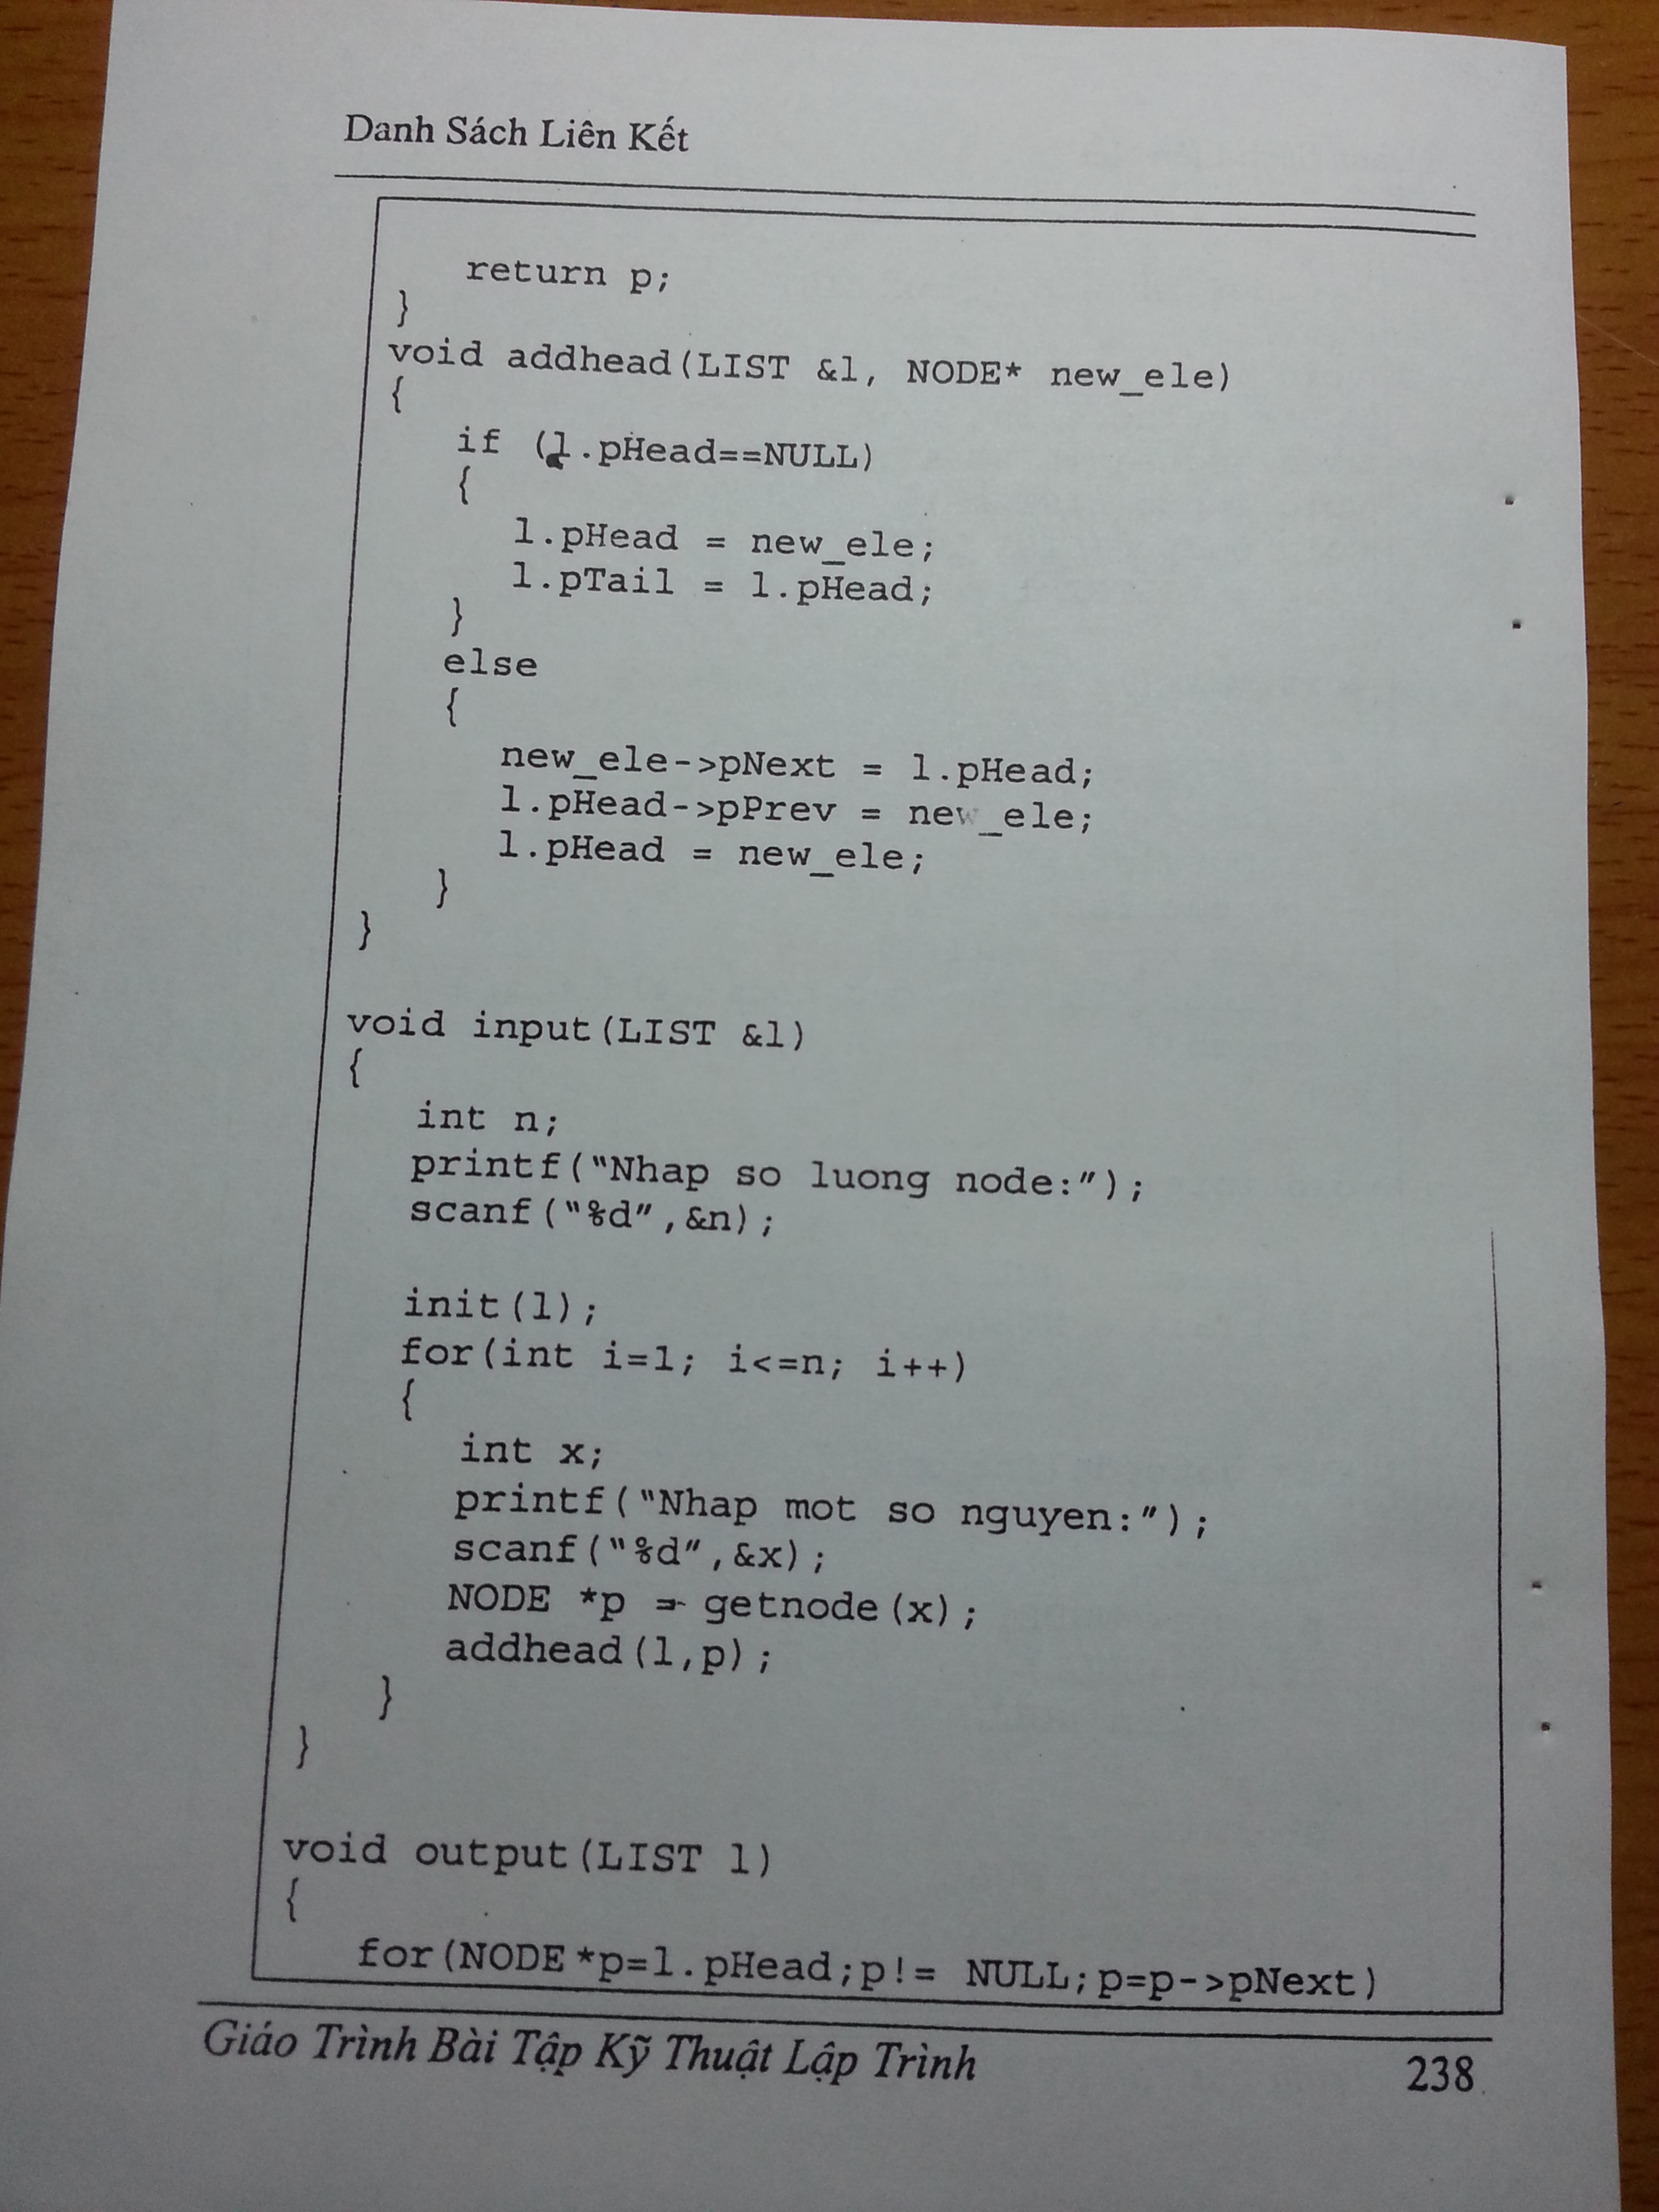 Danh Sách Liên Kết
return p;
}
void addhead(LIST &l, NODE* new_ele)
{
if (l.pHead==NULL)
{
l.pHead = new_ele;
l.pTail = l.pHead;
}
else
{
new_ele->pNext = l.pHead;
l.pHead->pPrev = new_ele;
l.pHead = new_ele;
}
}
void input(LIST &l)
{
int n;
printf("Nhap so luong node:");
scanf("%d",&n);
init(l);
for(int i=1; i<=n; i++)
{
int x;
printf("Nhap mot so nguyen:");
scanf("%d",&x);
NODE *p = getnode(x);
addhead(l,p);
}
}
void output(LIST l)
{
for(NODE *p=l.pHead;p!= NULL;p=p->pNext)
Giáo Trình Bài Tập Kỹ Thuật Lập Trình 238